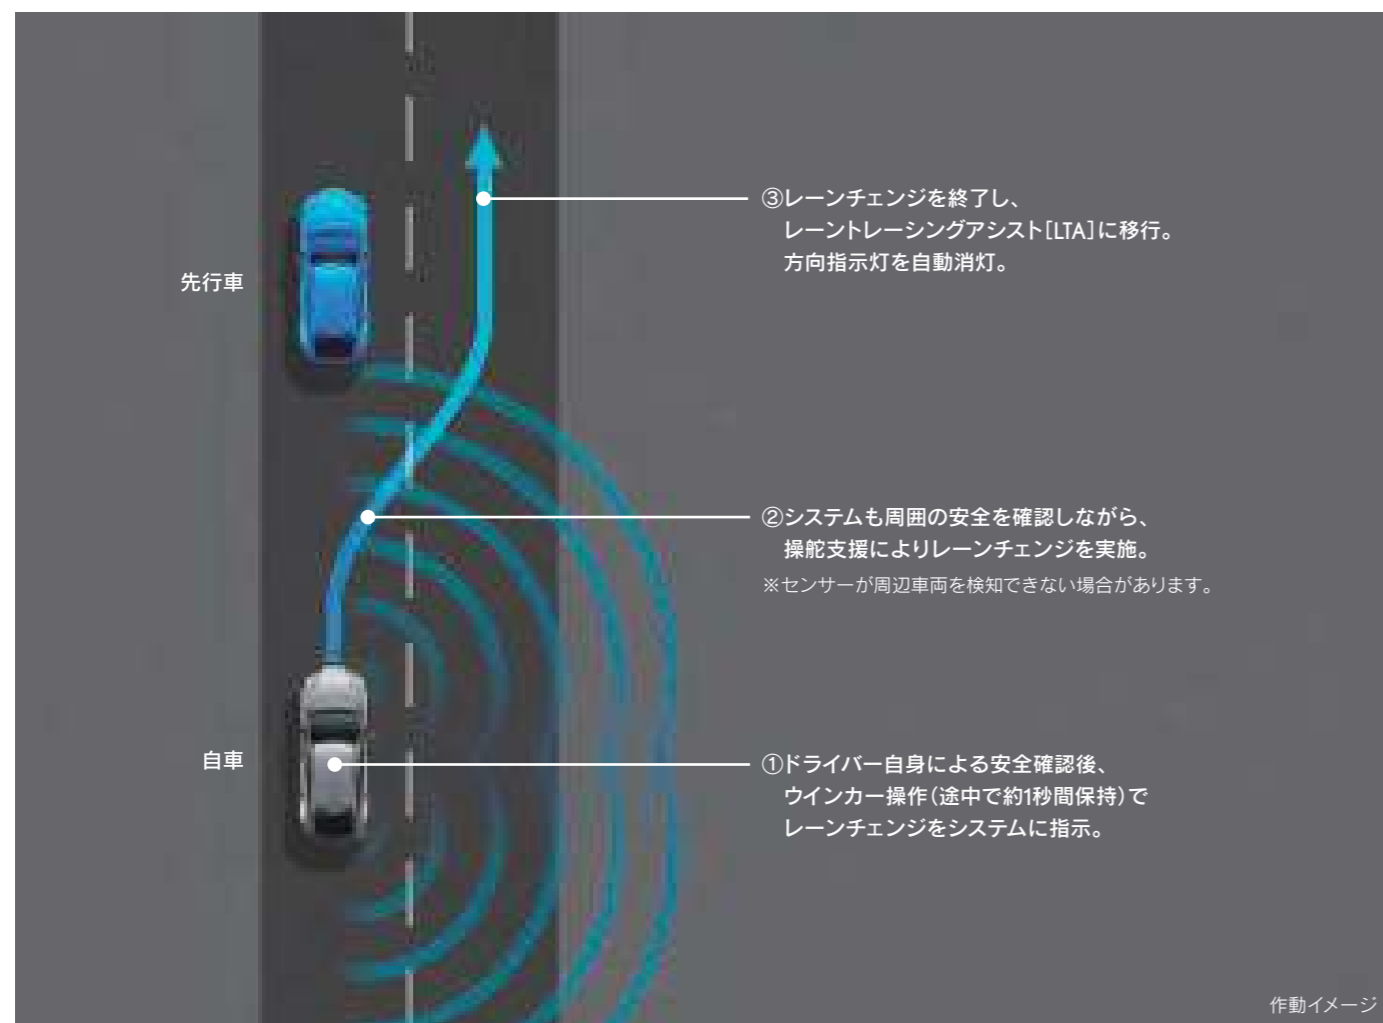 ③レーンチェンジを終了し、
レーントレーシングアシスト[LTA]に移行。
方向指示灯を自動消灯。
先行車
②システムも周囲の安全を確認しながら、
操舵支援によりレーンチェンジを実施。
※センサーが周辺車両を検知できない場合があります。
自車
①ドライバー自身による安全確認後、
ウインカー操作(途中で約1秒間保持)で
レーンチェンジをシステムに指示。
作動イメージ